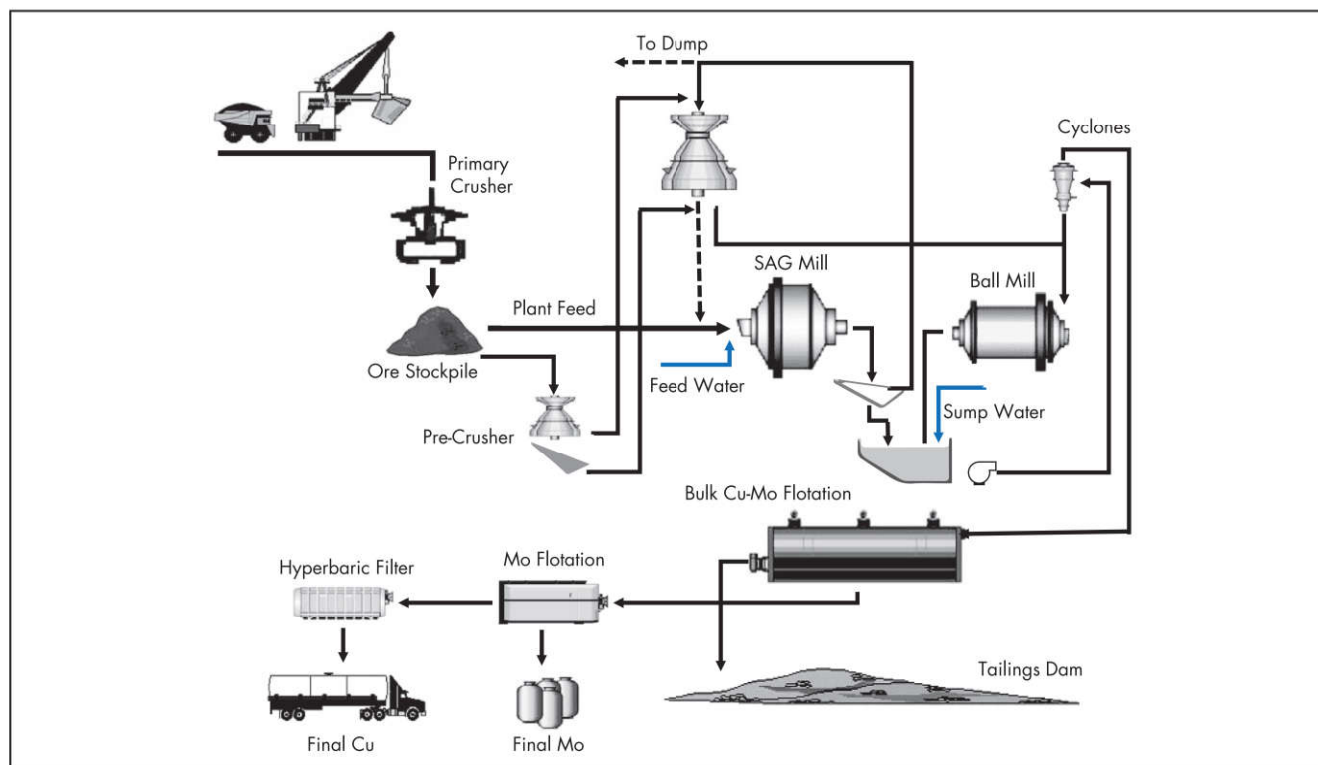 To Dump
Cyclones
Primary
Crusher
SAG Mill
Ball Mill
Plant Feed
Ore Stockpile
Feed Water
Sump Water
Pre-Crusher
Bulk Cu-Mo Flotation
Mo Flotation
Hyperbaric Filter
Tailings Dam
Final Cu
Final Mo